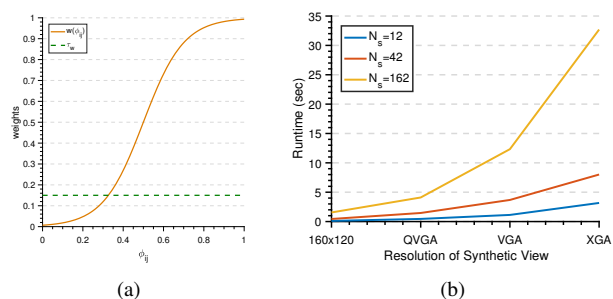 1
0.9
0.8
0.7
0.6
0.5
0.4
0.3
0.2
0.1
0
weights
w(ϕij)
τw
0 0.2 0.4 0.6 0.8 1
ϕij
(a)
35
30
25
20
15
10
5
0
Runtime (sec)
Ns=12
Ns=42
Ns=162
160x120 QVGA VGA XGA
Resolution of Synthetic View
(b)